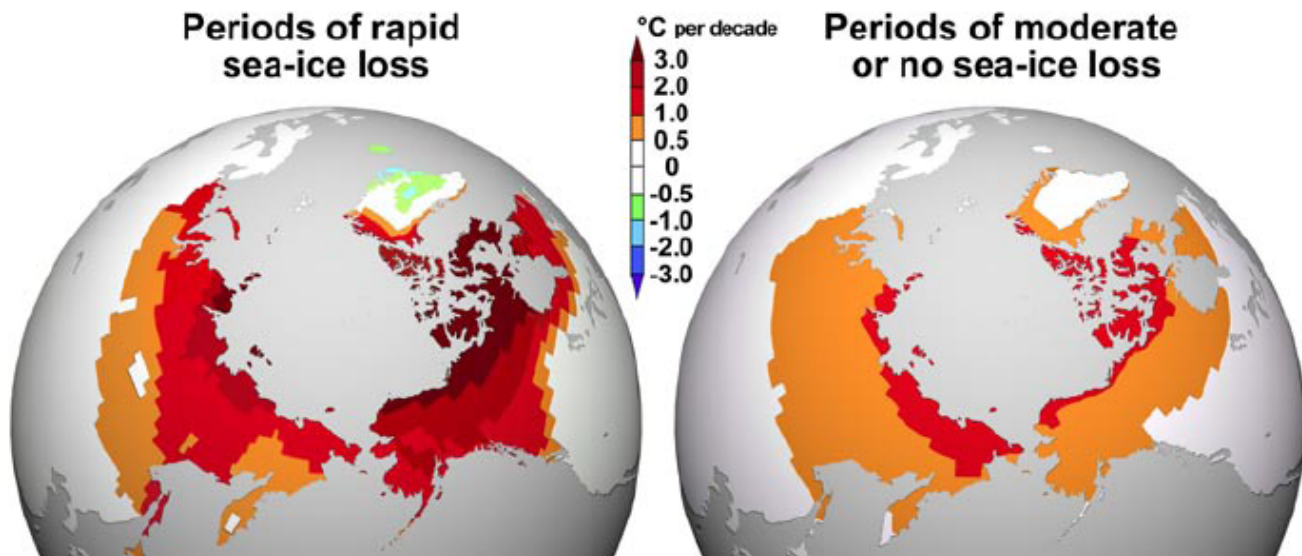 Periods of rapid
sea-ice loss
°C per decade
3.0
2.0
1.0
0.5
0
-0.5
-1.0
-2.0
-3.0
Periods of moderate
or no sea-ice loss